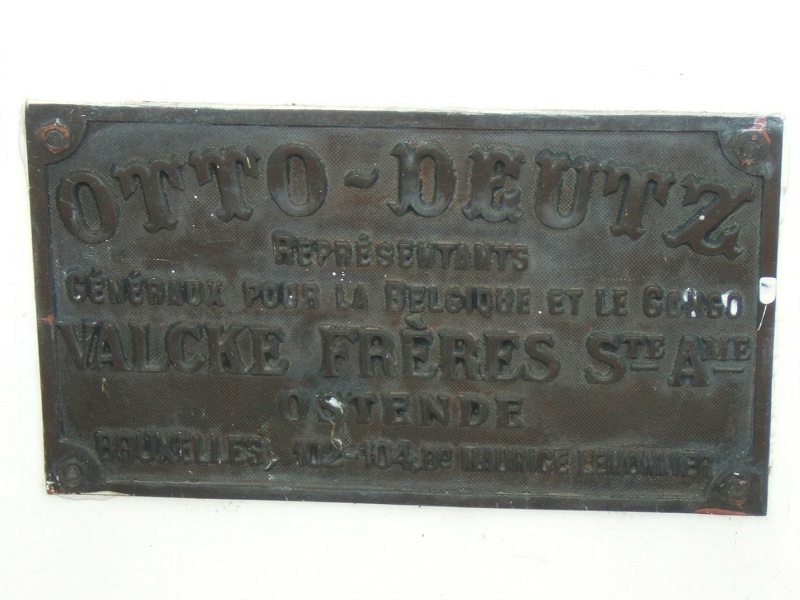 OTTO-DEUTZ
REPRÉSENTANTS
GÉNÉRAUX POUR LA BELGIQUE ET LE CONGO
VALCKE FRÈRES STE AME
OSTENDE
BRUXELLES, 102-104, BD MAURICE LEMONNIER